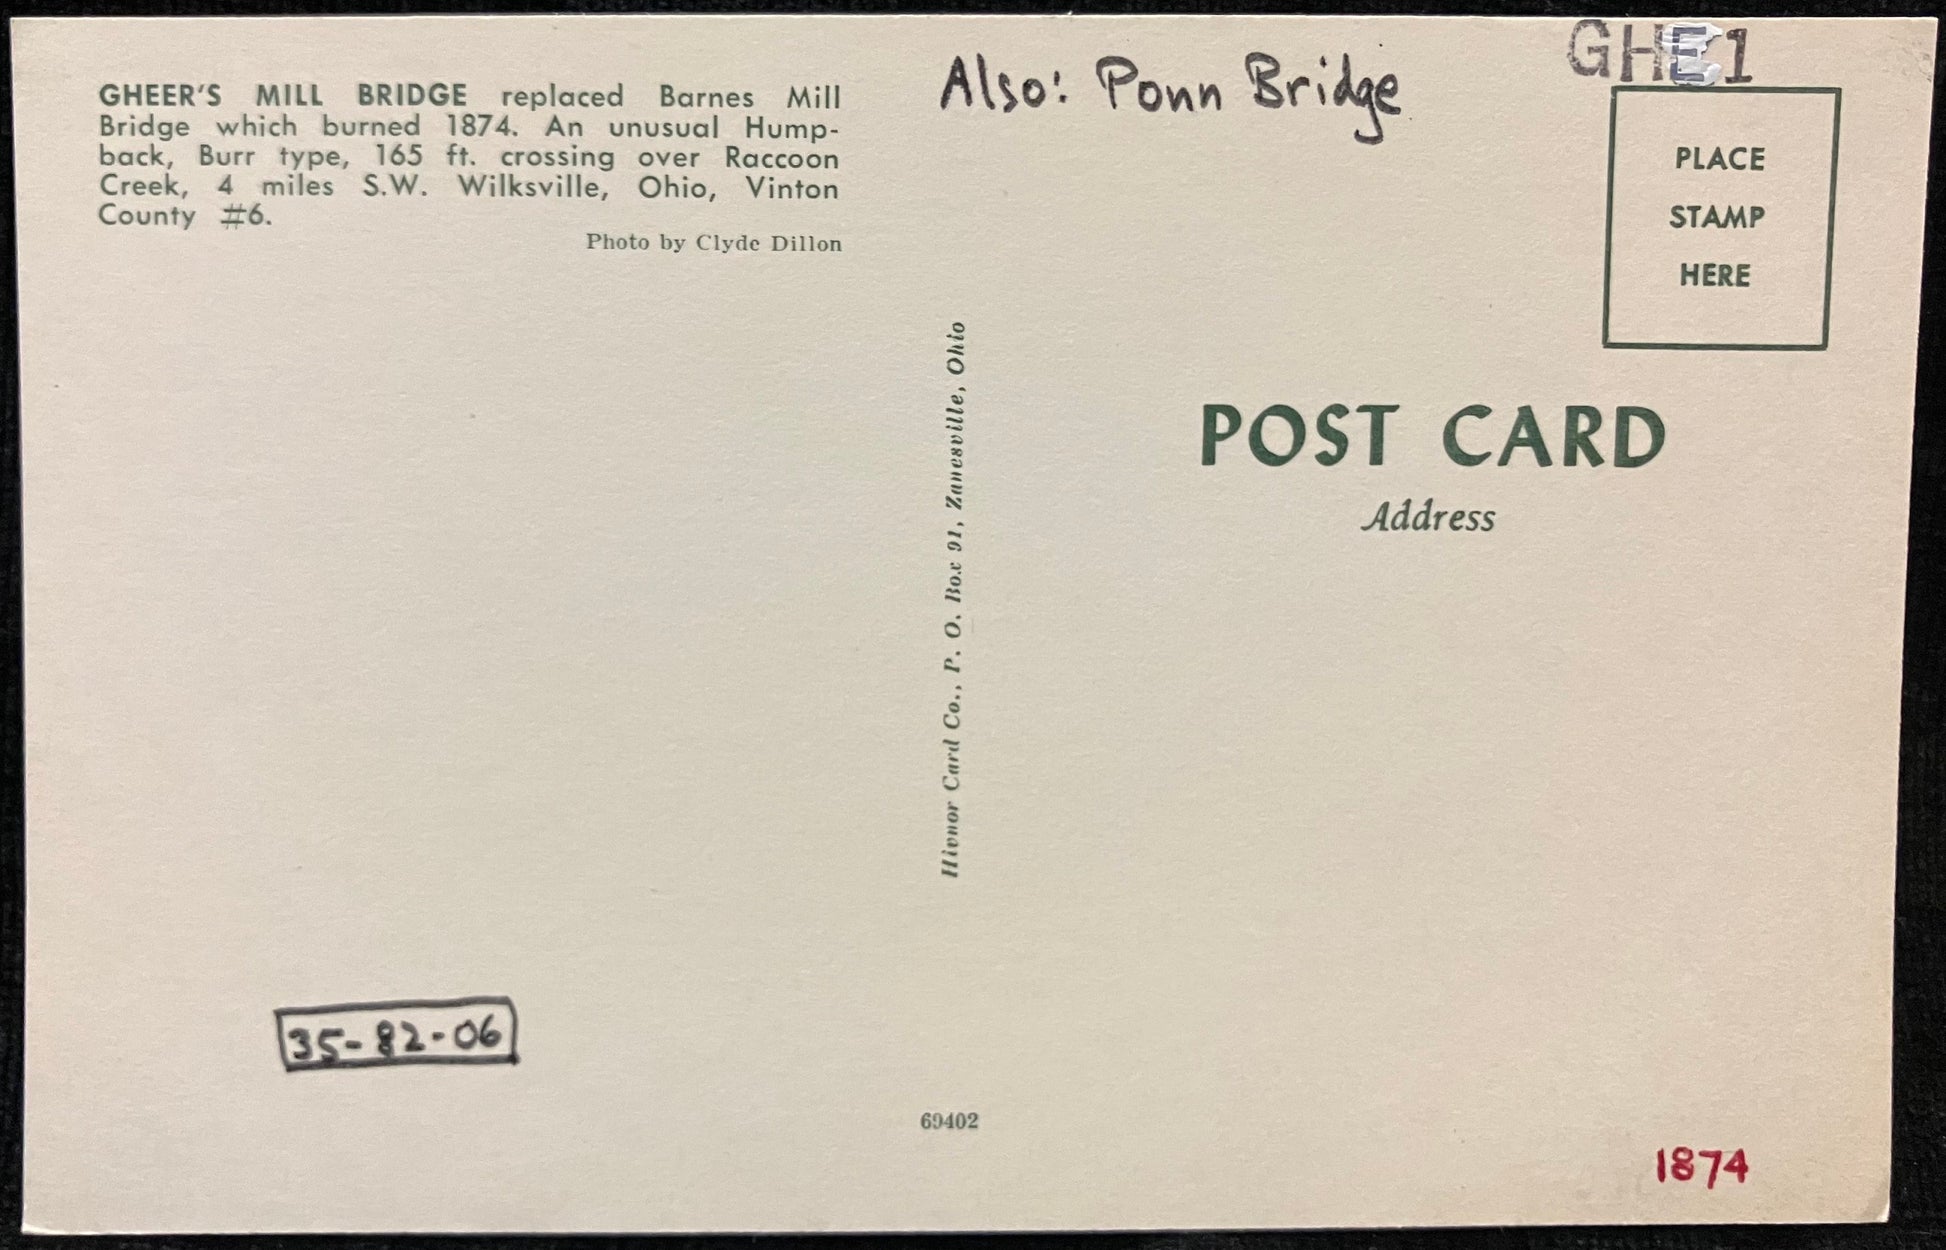 GHEER'S MILL BRIDGE replaced Barnes Mill
Bridge which burned 1874. An unusual Hump-
back, Burr type, 165 ft. crossing over Raccoon
Creek, 4 miles S.W. Wilksville, Ohio, Vinton
County #6.
Photo by Clyde Dillon
Also: Ponn Bridge
GHE1
PLACE
STAMP
HERE
Hivnor Card Co., P. O. Box 91, Zanesville, Ohio
POST CARD
Address
35-82-06
69402
1874